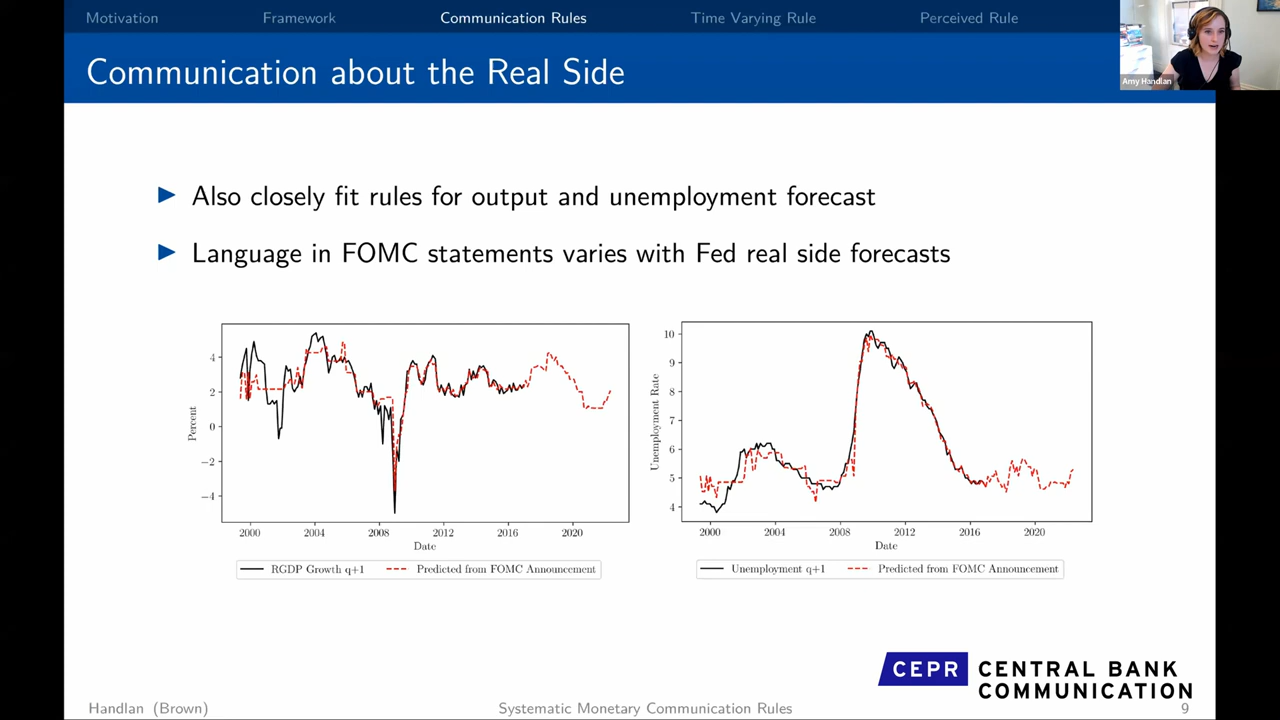 Motivation Framework Communication Rules Time Varying Rule Perceived Rule
Amy Handlan
Communication about the Real Side
Also closely fit rules for output and unemployment forecast
Language in FOMC statements varies with Fed real side forecasts
4
2
0
−2
−4
Percent
2000 2004 2008 2012 2016 2020
Date
RGDP Growth q+1 Predicted from FOMC Announcement
10
9
8
7
6
5
4
Unemployment Rate
2000 2004 2008 2012 2016 2020
Date
Unemployment q+1 Predicted from FOMC Announcement
CEPR CENTRAL BANK
COMMUNICATION
Handlan (Brown) Systematic Monetary Communication Rules 9